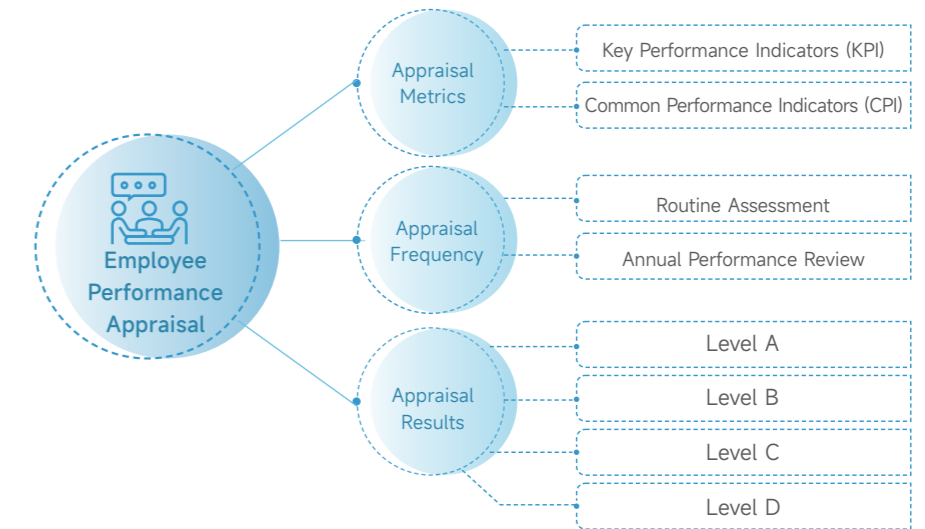 Employee
Performance
Appraisal
Appraisal
Metrics
Key Performance Indicators (KPI)
Common Performance Indicators (CPI)
Appraisal
Frequency
Routine Assessment
Annual Performance Review
Appraisal
Results
Level A
Level B
Level C
Level D